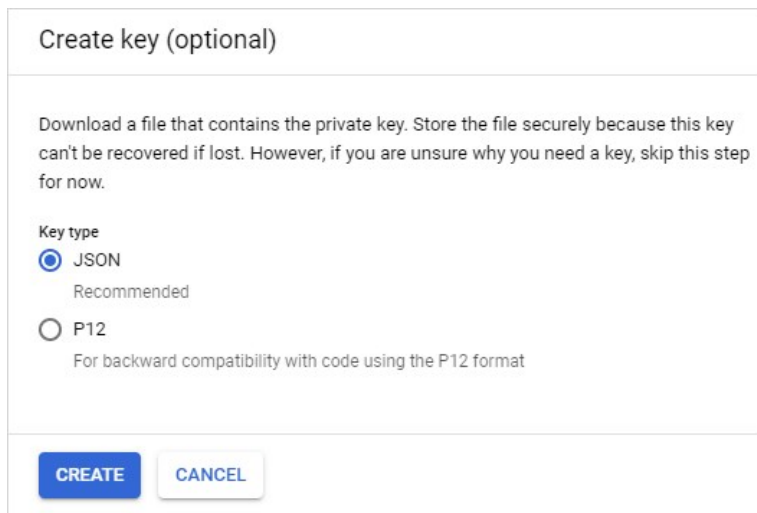 Create key (optional)
Download a file that contains the private key. Store the file securely because this key
can't be recovered if lost. However, if you are unsure why you need a key, skip this step
for now.
Key type
JSON
Recommended
P12
For backward compatibility with code using the P12 format
CREATE
CANCEL